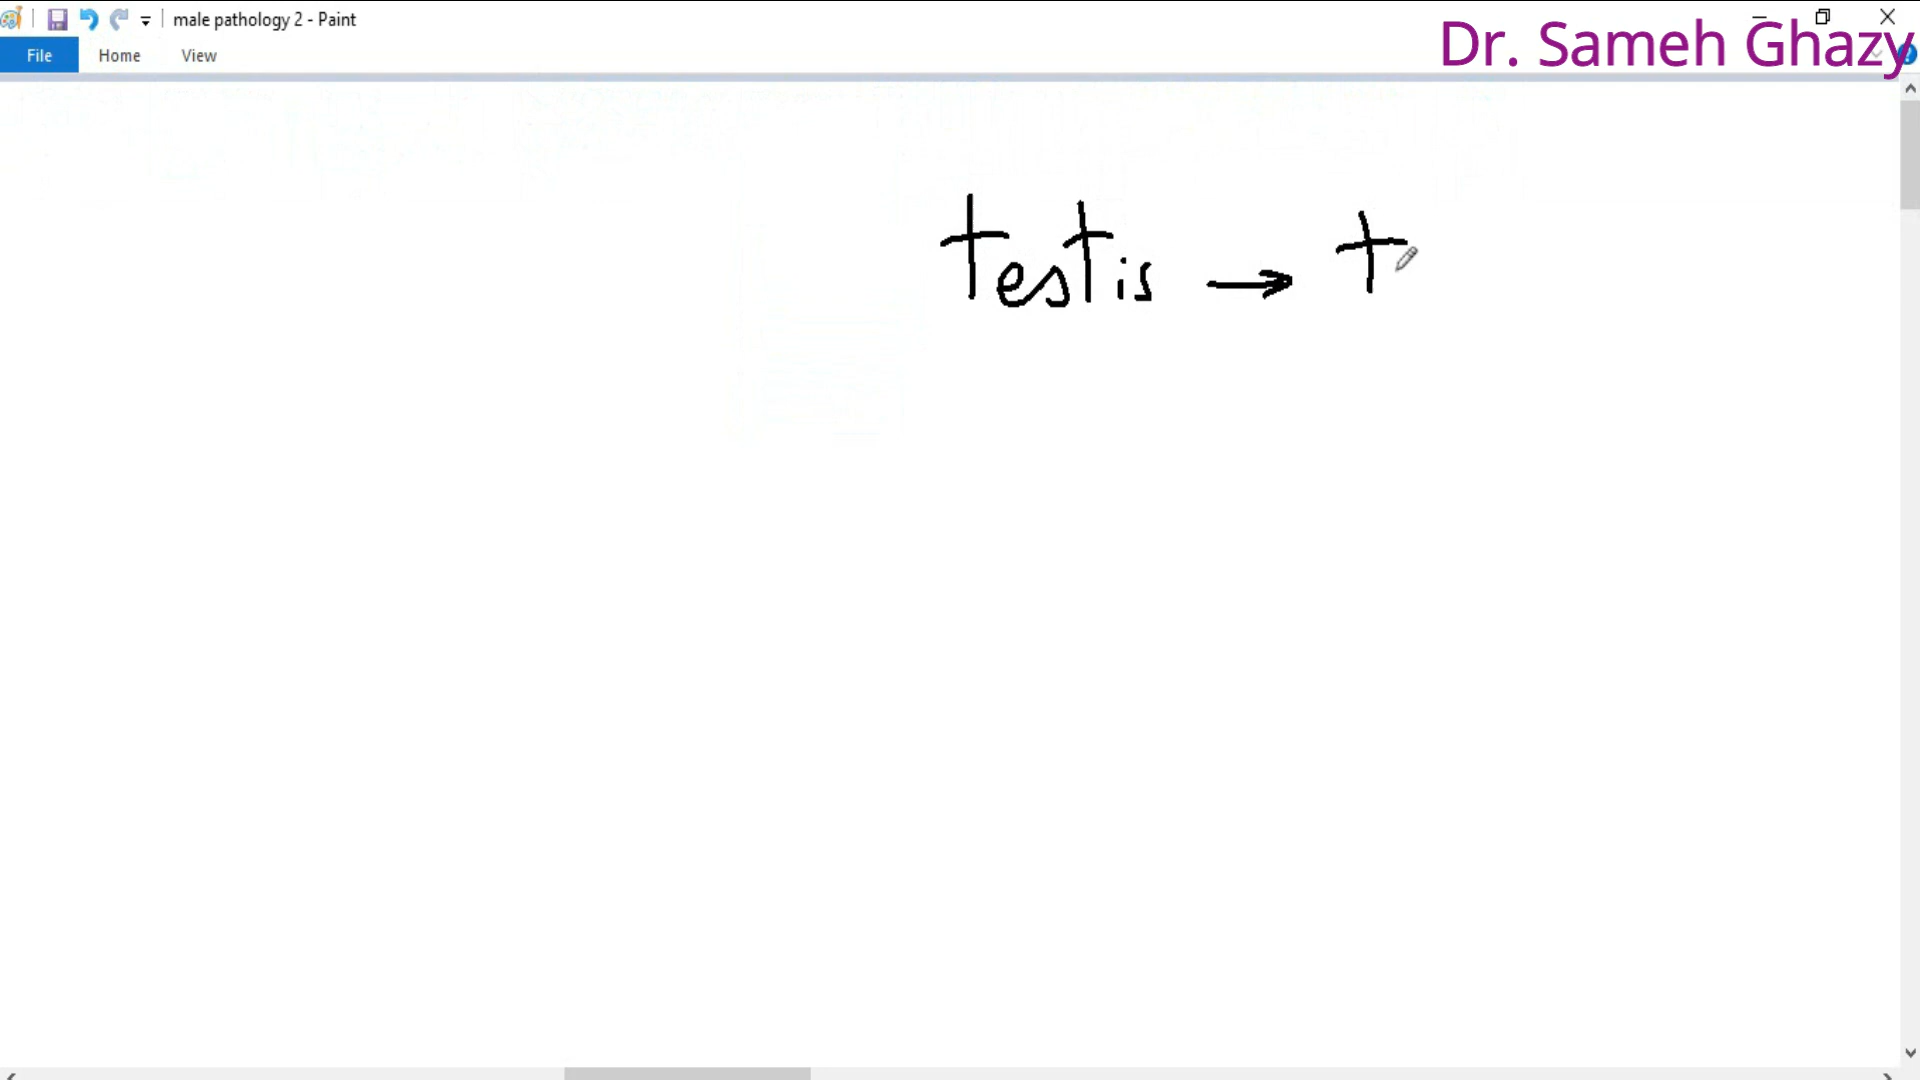 male pathology 2 - Paint
Dr. Sameh Ghazy
File Home View
testis → t